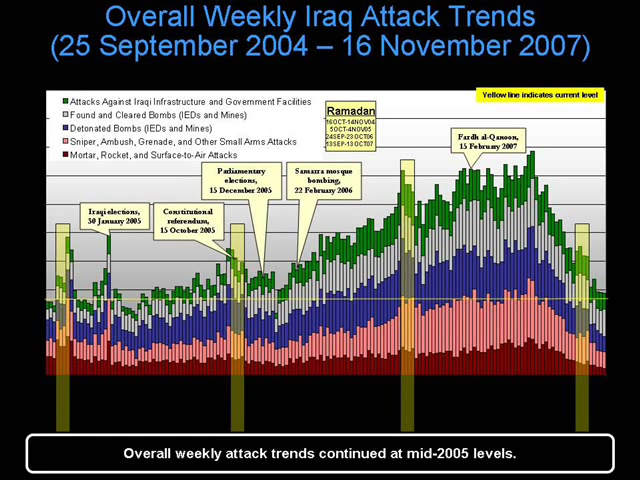 Overall Weekly Iraq Attack Trends
(25 September 2004 – 16 November 2007)
Yellow line indicates current level
Attacks Against Iraqi Infrastructure and Government Facilities
Found and Cleared Bombs (IEDs and Mines)
Detonated Bombs (IEDs and Mines)
Sniper, Ambush, Grenade, and Other Small Arms Attacks
Mortar, Rocket, and Surface-to-Air Attacks
Ramadan
16OCT-14NOV04
5OCT-4NOV05
24SEP-23OCT06
13SEP-13OCT07
Fardh al-Qanoon,
15 February 2007
Parliamentary
elections,
15 December 2005
Samarra mosque
bombing,
22 February 2006
Iraqi elections,
30 January 2005
Constitutional
referendum,
15 October 2005
Overall weekly attack trends continued at mid-2005 levels.